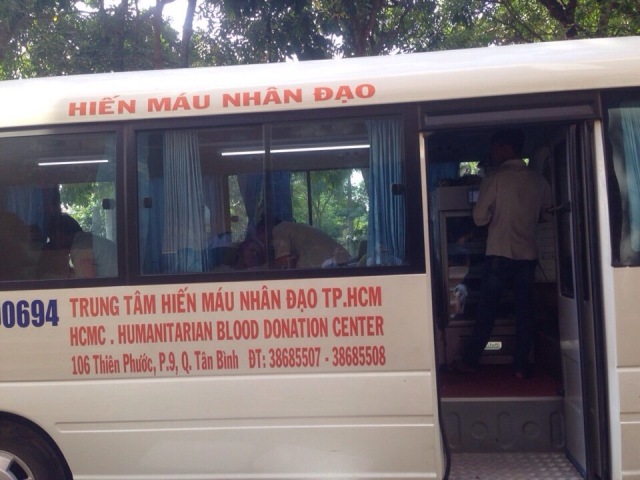 HIẾN MÁU NHÂN ĐẠO
00694
TRUNG TÂM HIẾN MÁU NHÂN ĐẠO TP.HCM
HCMC . HUMANITARIAN BLOOD DONATION CENTER
106 Thiên Phước, P.9, Q. Tân Bình ĐT: 38685507 - 38685508